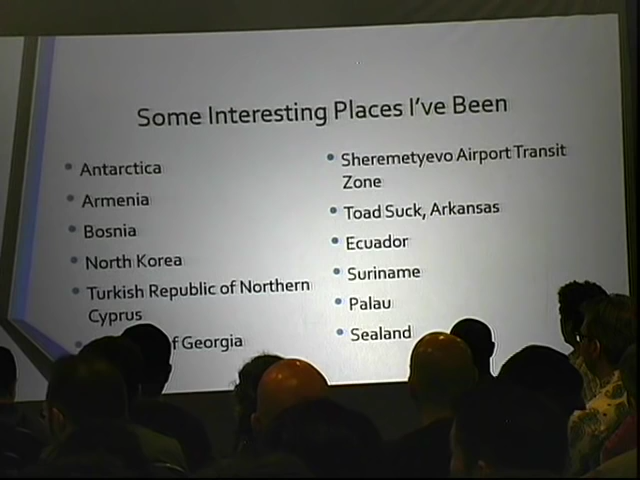 Some Interesting Places I've Been
Antarctica
Armenia
Bosnia
North Korea
Turkish Republic of Northern
Cyprus
of Georgia
Sheremetyevo Airport Transit
Zone
Toad Suck, Arkansas
Ecuador
Suriname
Palau
Sealand